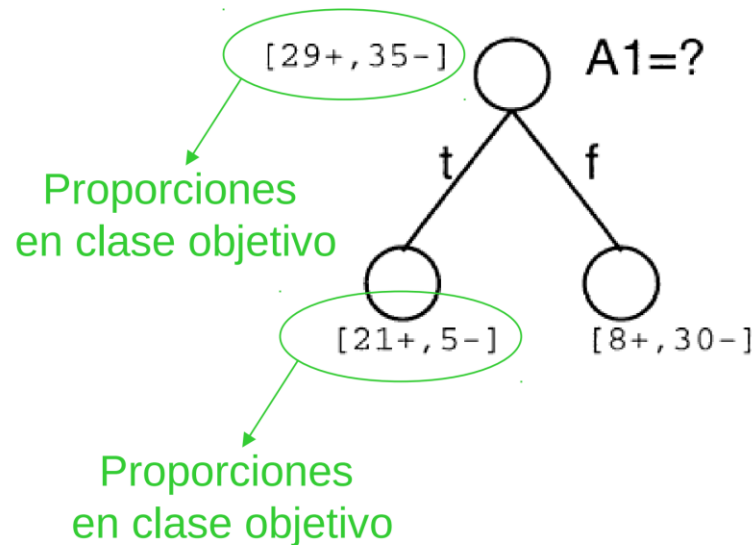 [29+,35-]
A1=?
t
f
Proporciones
en clase objetivo
[21+,5-]
[8+,30-]
Proporciones
en clase objetivo